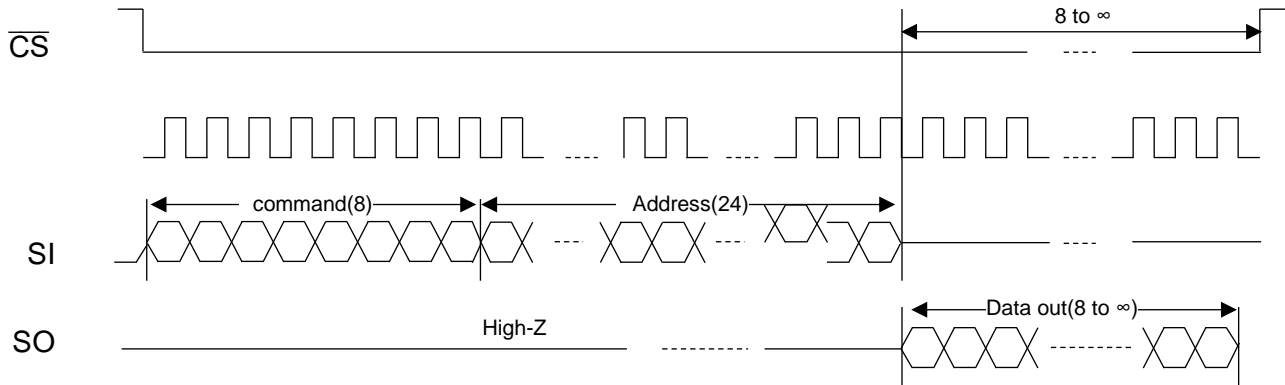 8 to ∞
CS
command(8)
Address(24)
SI
Data out(8 to ∞)
High-Z
SO